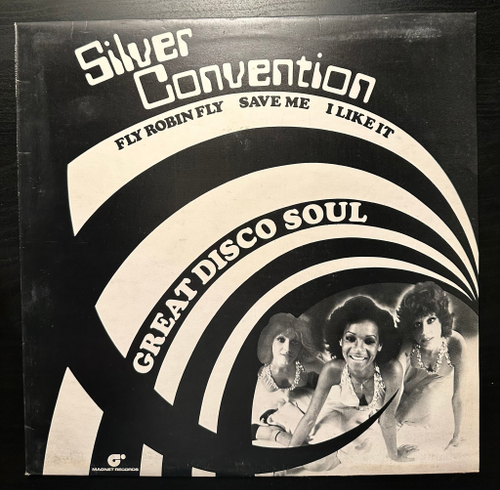 Silver
Convention
FLY ROBIN FLY SAVE ME I LIKE IT
GREAT DISCO SOUL
MAGNET RECORDS